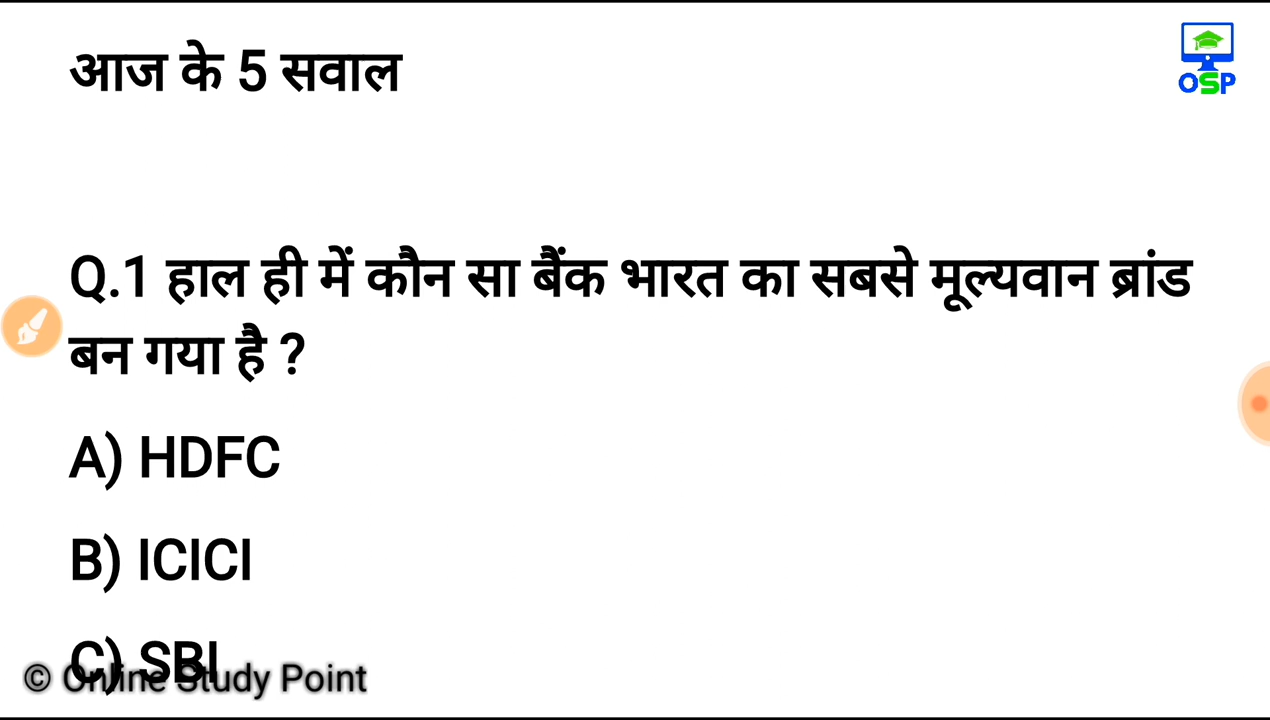 आज के 5 सवाल
OSP
Q.1 हाल ही में कौन सा बैंक भारत का सबसे मूल्यवान ब्रांड
बन गया है ?
A) HDFC
B) ICICI
C) SBI
© Online Study Point